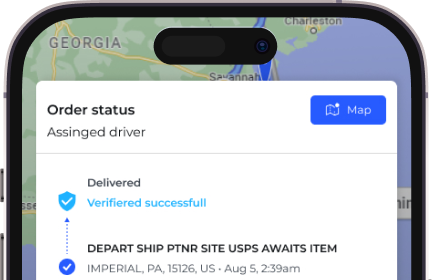 Charleston
GEORGIA
Savannah
Order status
Map
Assinged driver
Delivered
Verifiered successfull
DEPART SHIP PTNR SITE USPS AWAITS ITEM
IMPERIAL, PA, 15126, US • Aug 5, 2:39am